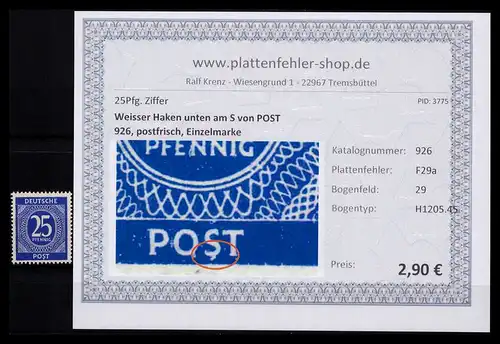 www.plattenfehler-shop.de
Ralf Krenz - Wiesengrund 1 - 22967 Tremsbüttel
25Pfg. Ziffer
PID: 3775
Weisser Haken unten am S von POST
926, postfrisch, Einzelmarke
Katalognummer: 926
Plattenfehler: F29a
Bogenfeld: 29
Bogentyp: H1205.45
Preis: 2,90 €
PFENNIG
POST
DEUTSCHE
25
PFENNIG
POST